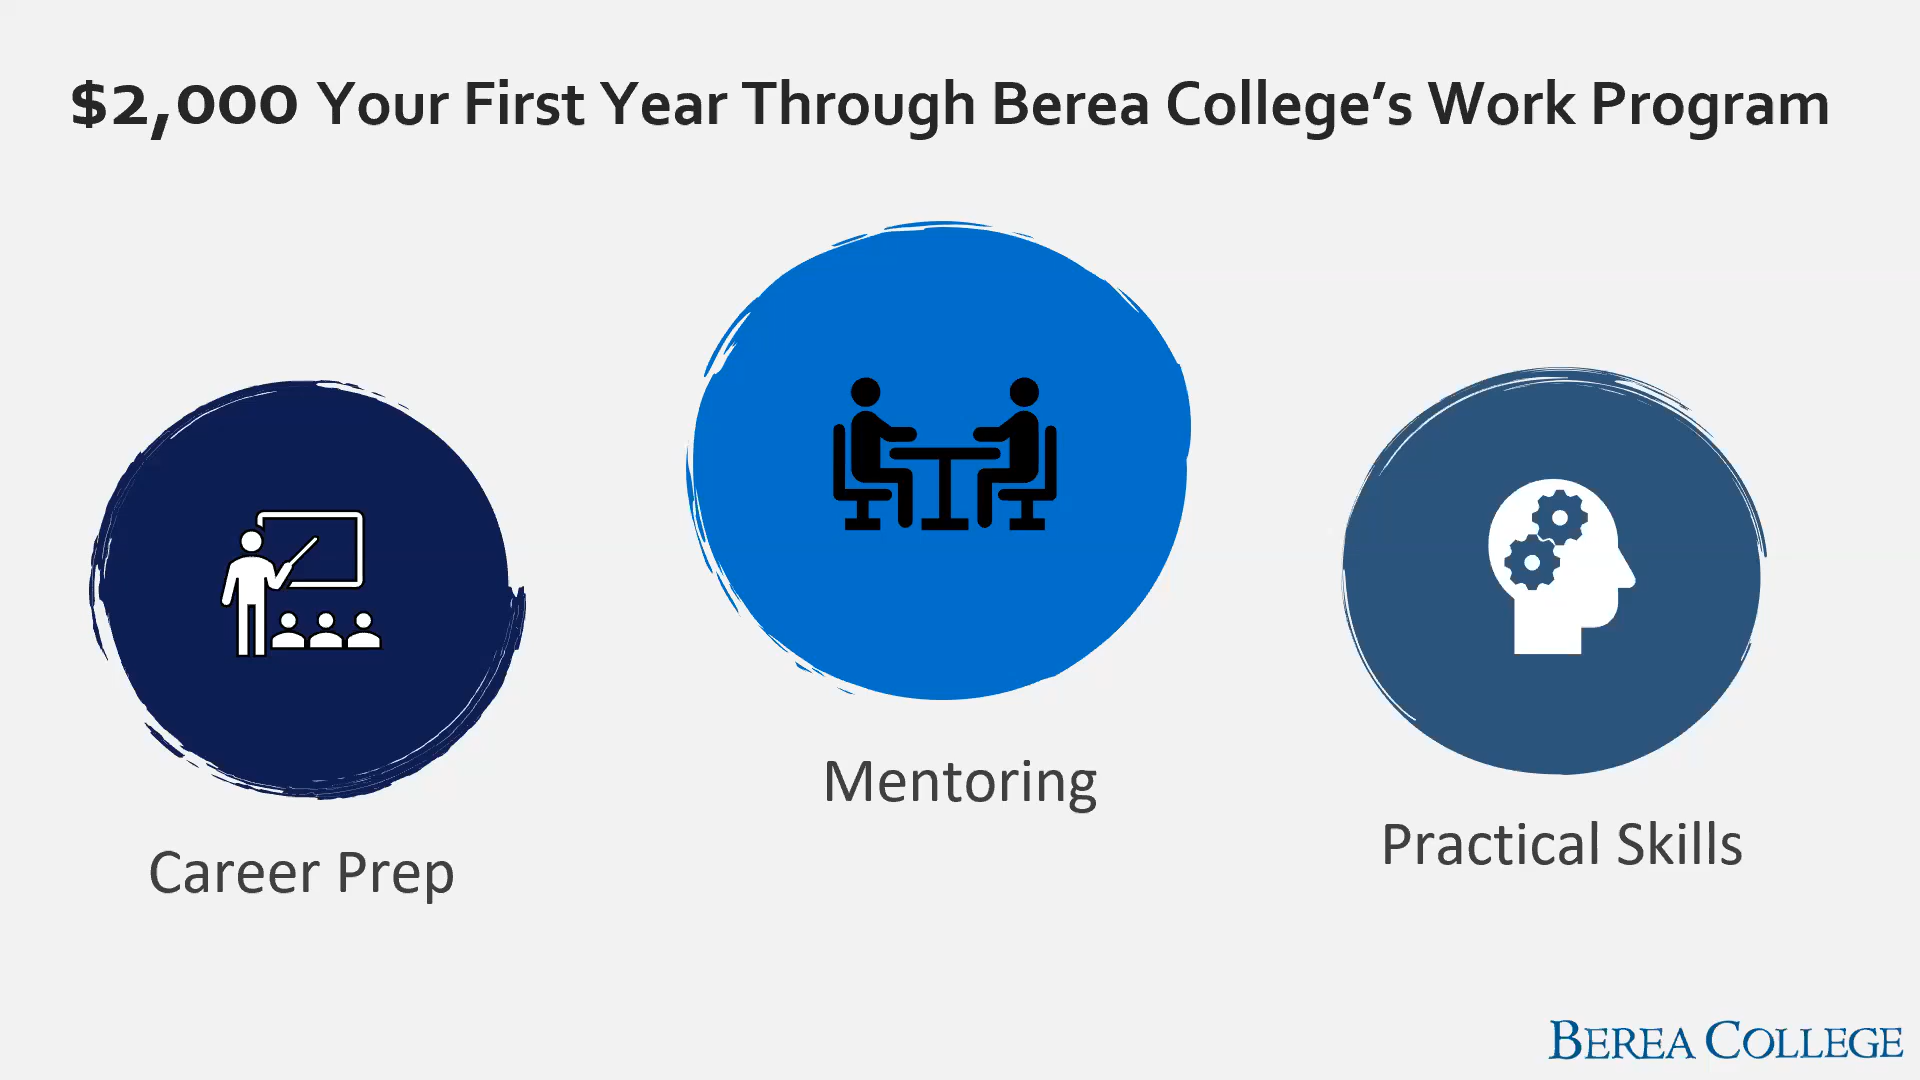 $2,000 Your First Year Through Berea College’s Work Program
Mentoring
Practical Skills
Career Prep
BEREA COLLEGE